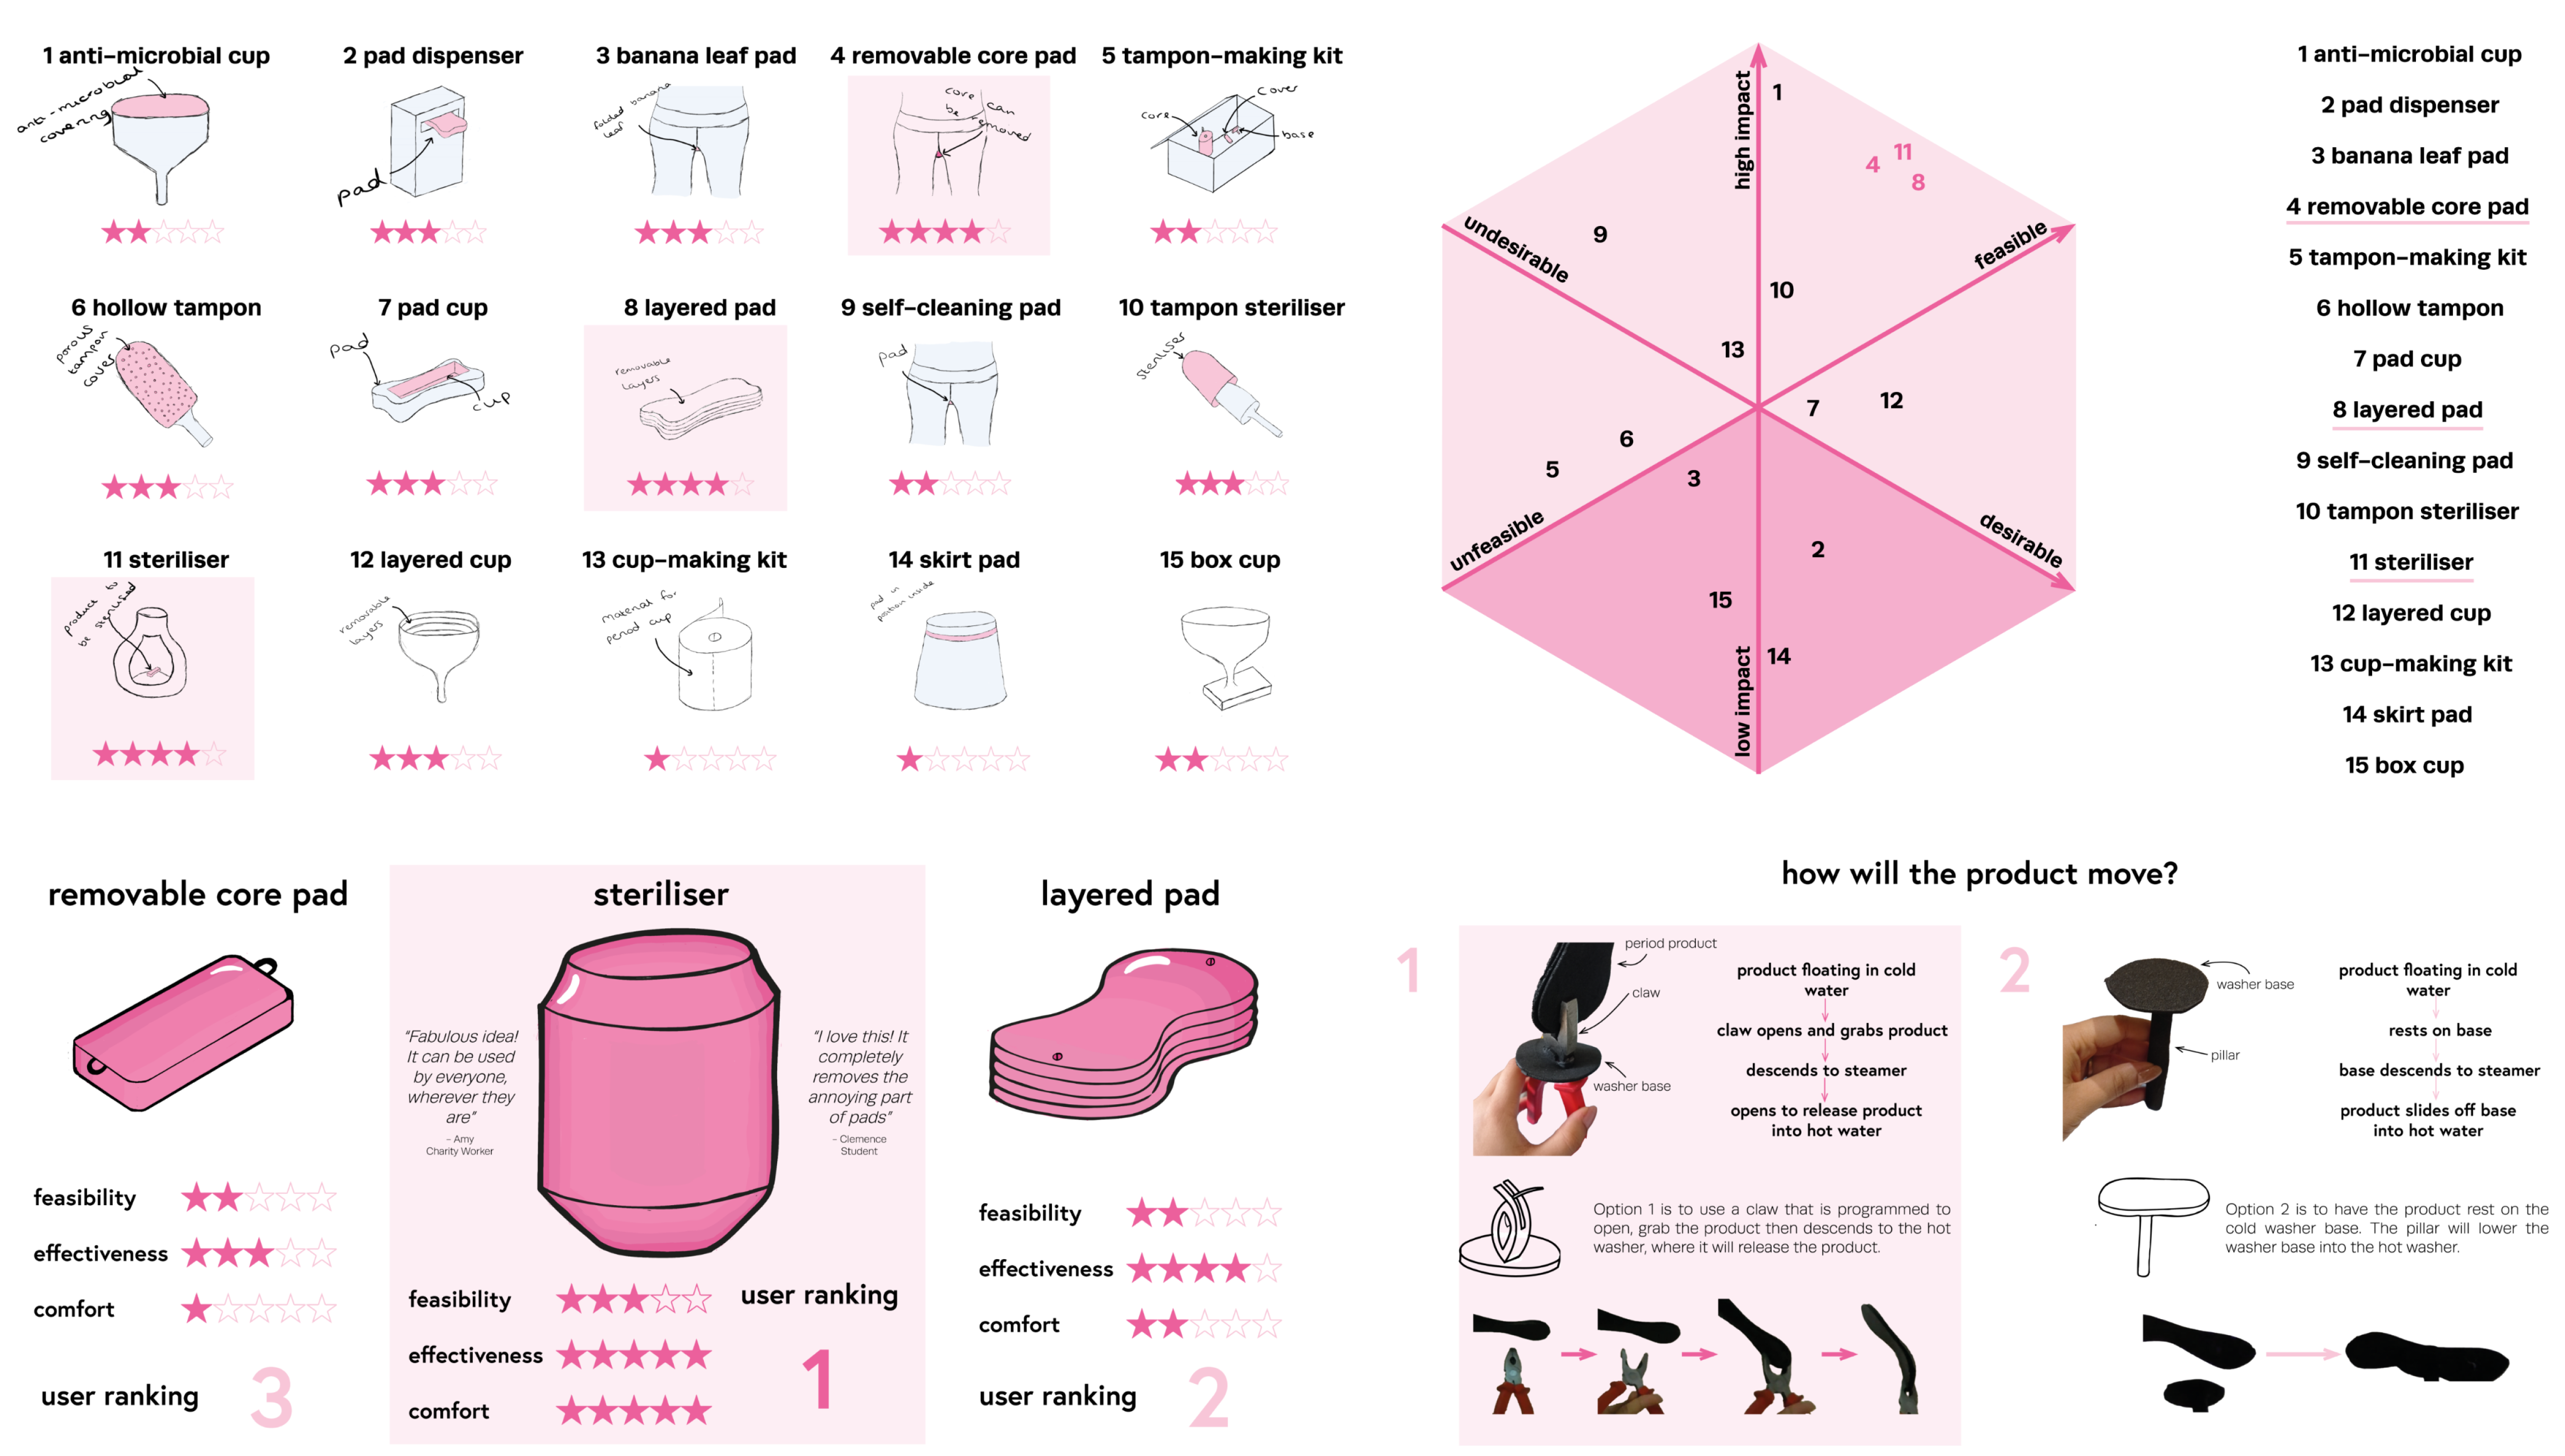 1 anti-microbial cup
2 pad dispenser
3 banana leaf pad
4 removable core pad
5 tampon-making kit
anti-microbial
covering
pad
folded banana
leaf
core can
be removed
core
cover
base
6 hollow tampon
7 pad cup
8 layered pad
9 self-cleaning pad
10 tampon steriliser
porous
tampon
cover
pad
cup
removable
layers
pad
steriliser
11 steriliser
12 layered cup
13 cup-making kit
14 skirt pad
15 box cup
product to
be sterilised
removable
layers
material for
period cup
pad in
position inside
high impact
low impact
undesirable
feasible
unfeasible
desirable
1
11
4
8
9
10
13
12
7
6
5
3
2
15
14
1 anti-microbial cup
2 pad dispenser
3 banana leaf pad
4 removable core pad
5 tampon-making kit
6 hollow tampon
7 pad cup
8 layered pad
9 self-cleaning pad
10 tampon steriliser
11 steriliser
12 layered cup
13 cup-making kit
14 skirt pad
15 box cup
removable core pad
feasibility
effectiveness
comfort
user ranking
3
steriliser
"Fabulous idea!
It can be used
by everyone,
wherever they
are"
- Amy
Charity Worker
"I love this! It
completely
removes the
annoying part
of pads"
- Clemence
Student
feasibility
effectiveness
comfort
user ranking
1
layered pad
feasibility
effectiveness
comfort
user ranking
2
how will the product move?
1
period product
claw
washer base
product floating in cold
water
claw opens and grabs product
descends to steamer
opens to release product
into hot water
Option 1 is to use a claw that is programmed to
open, grab the product then descends to the hot
washer, where it will release the product.
2
washer base
pillar
product floating in cold
water
rests on base
base descends to steamer
product slides off base
into hot water
Option 2 is to have the product rest on the
cold washer base. The pillar will lower the
washer base into the hot washer.